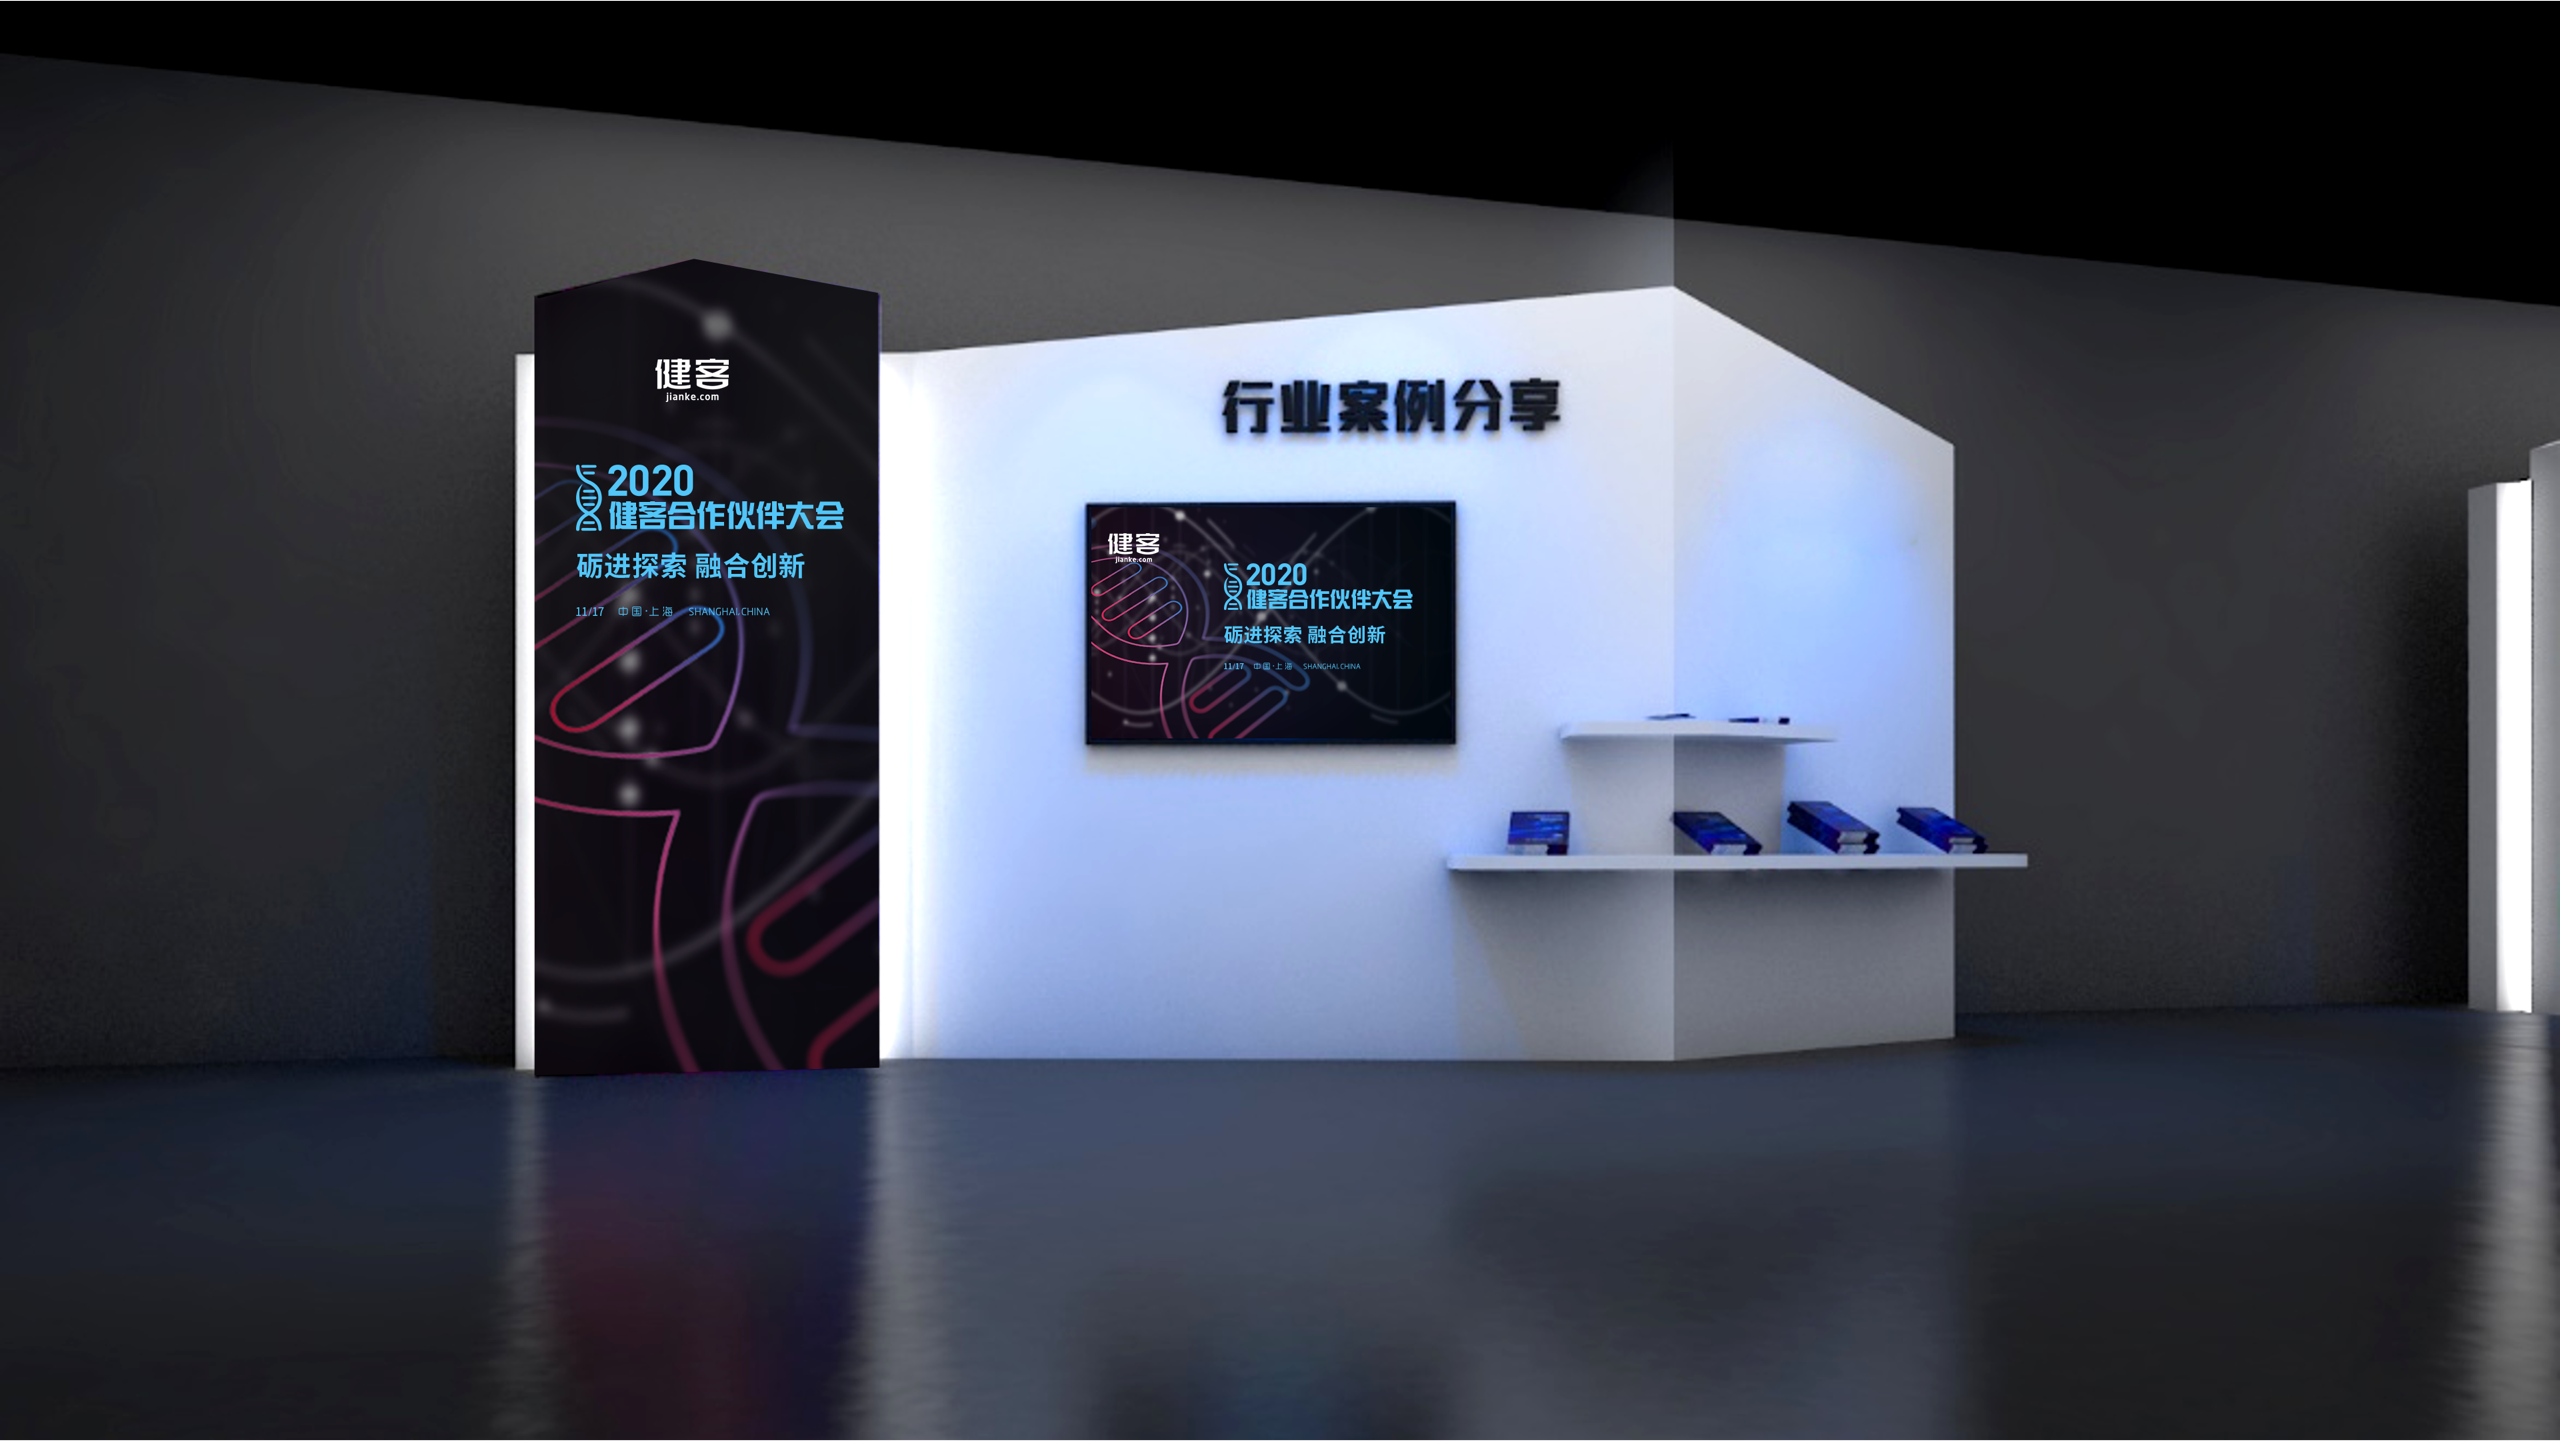 健客
jianke.com
2020
健客合作伙伴大会
砺进探索 融合创新
11/17 中国·上海 SHANGHAI.CHINA
行业案例分享
健客
jianke.com
2020
健客合作伙伴大会
砺进探索 融合创新
11/17 中国·上海 SHANGHAI.CHINA